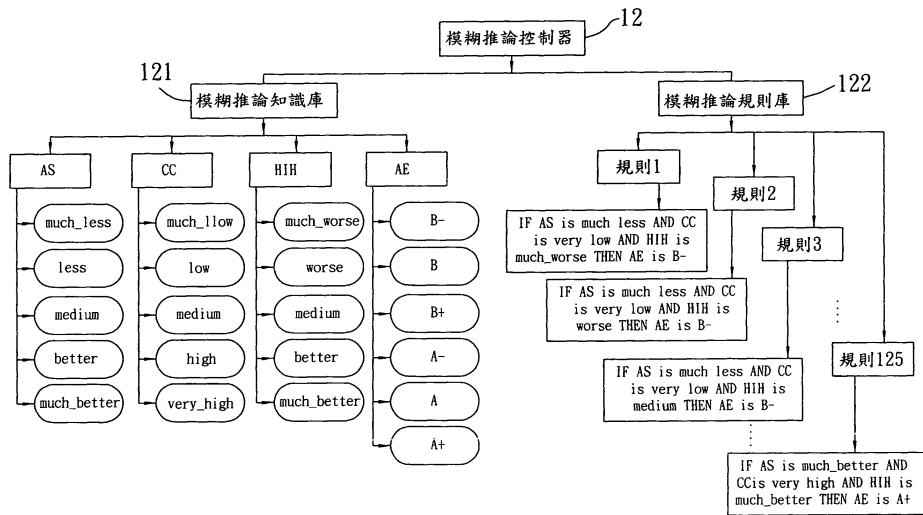 12
模糊推論控制器
121
模糊推論知識庫
122
模糊推論規則庫
AS
CC
HIH
AE
much_less
less
medium
better
much_better
much_llow
low
medium
high
very_high
much_worse
worse
medium
better
much_better
B-
B
B+
A-
A
A+
規則1
IF AS is much less AND CC
is very low AND HIH is
much_worse THEN AE is B-
規則2
IF AS is much less AND CC
is very low AND HIH is
worse THEN AE is B-
規則3
IF AS is much less AND CC
is very low AND HIH is
medium THEN AE is B-
規則125
IF AS is much_better AND
CCis very high AND HIH is
much_better THEN AE is A+